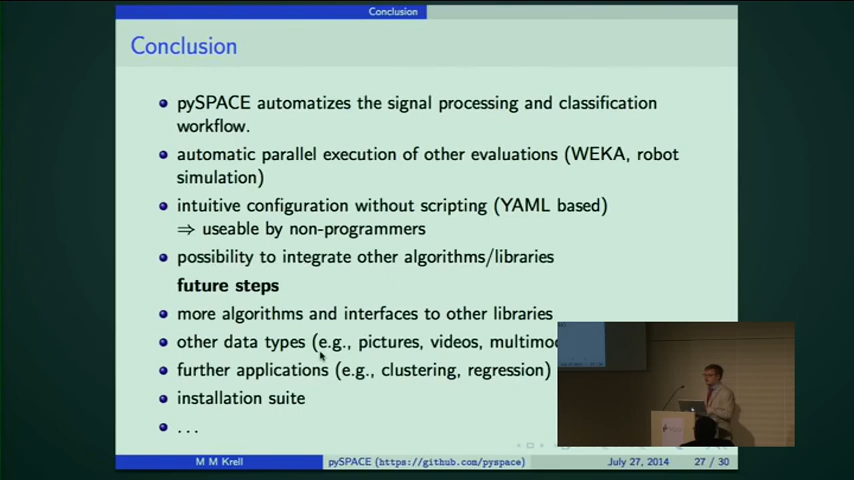 Conclusion
Conclusion
pySPACE automatizes the signal processing and classification
workflow.
automatic parallel execution of other evaluations (WEKA, robot
simulation)
intuitive configuration without scripting (YAML based)
⇒ useable by non-programmers
possibility to integrate other algorithms/libraries
future steps
more algorithms and interfaces to other libraries
other data types (e.g., pictures, videos,
further applications (e.g., clustering, regression)
installation suite
...
M M Krell pySPACE (https://github.com/pyspace) July 27, 2014 27 / 30